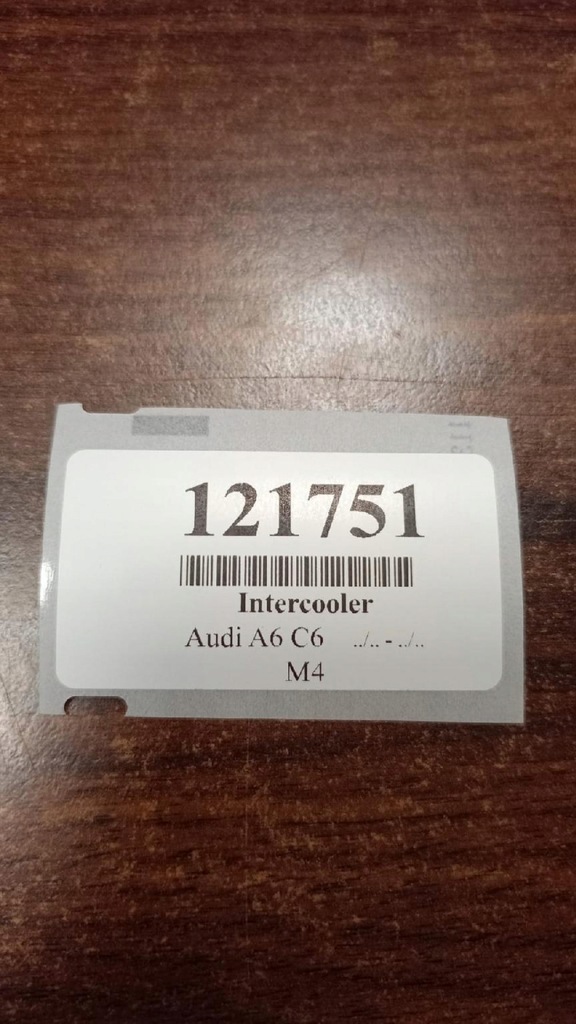 121751
Intercooler
Audi A6 C6 ../.. - ../..
M4